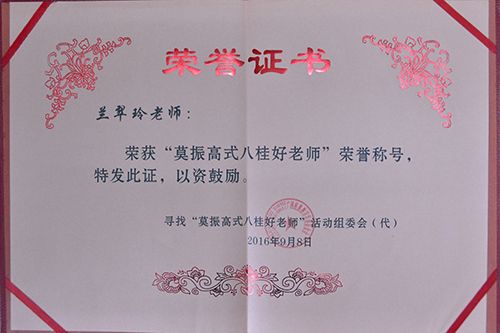 荣誉证书
兰翠玲老师：
荣获“莫振高式八桂好老师”荣誉称号，
特发此证，以资鼓励。
寻找“莫振高式八桂好老师”活动组委会（代）
2016年9月8日